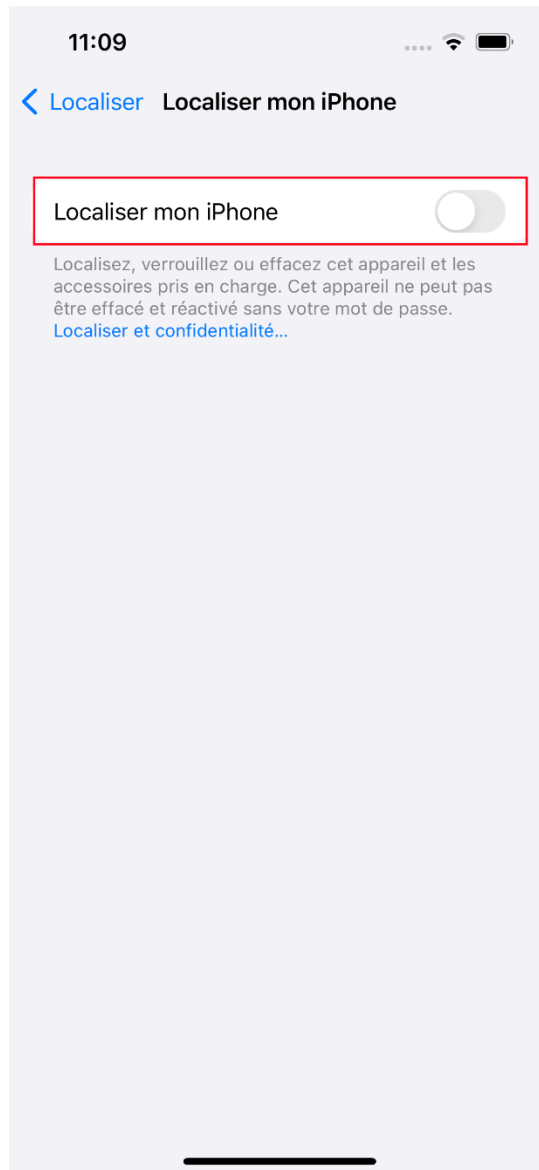 11:09
Localiser Localiser mon iPhone
Localiser mon iPhone
Localisez, verrouillez ou effacez cet appareil et les
accessoires pris en charge. Cet appareil ne peut pas
être effacé et réactivé sans votre mot de passe.
Localiser et confidentialité...